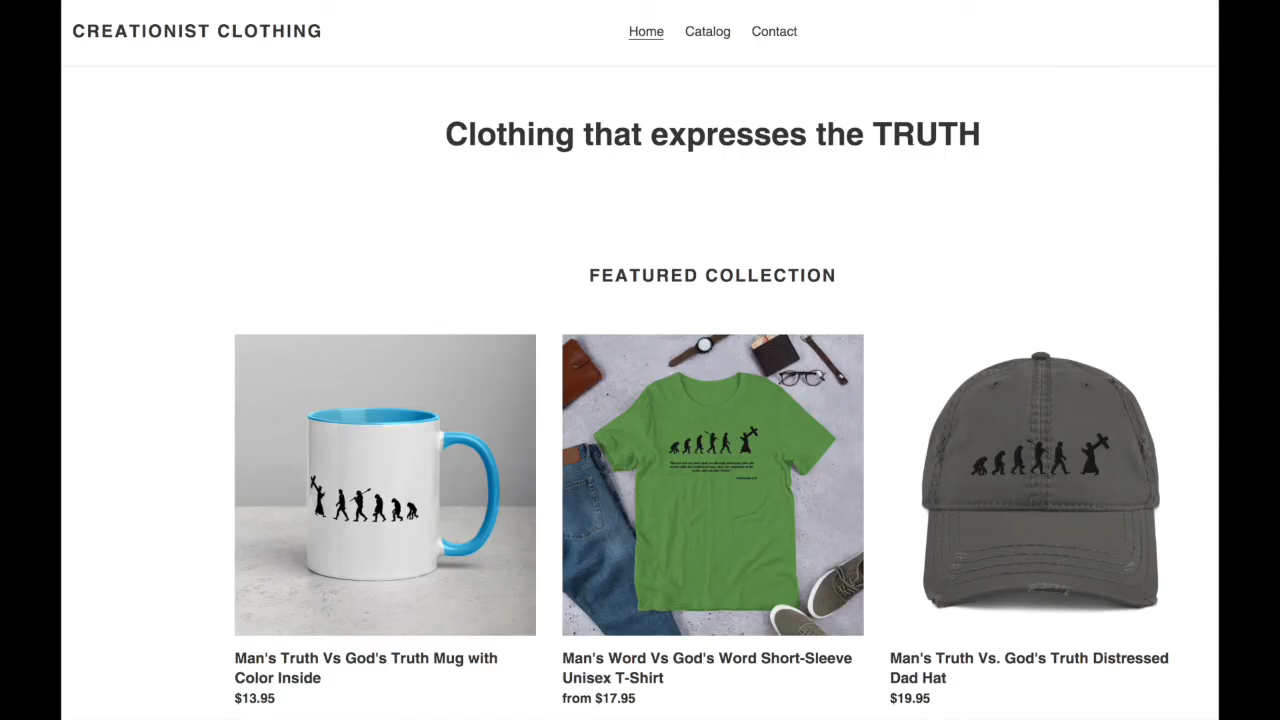 CREATIONIST CLOTHING
Home Catalog Contact
Clothing that expresses the TRUTH
FEATURED COLLECTION
Man's Truth Vs God's Truth Mug with
Color Inside
$13.95
Man's Word Vs God's Word Short-Sleeve
Unisex T-Shirt
from $17.95
Man's Truth Vs. God's Truth Distressed
Dad Hat
$19.95